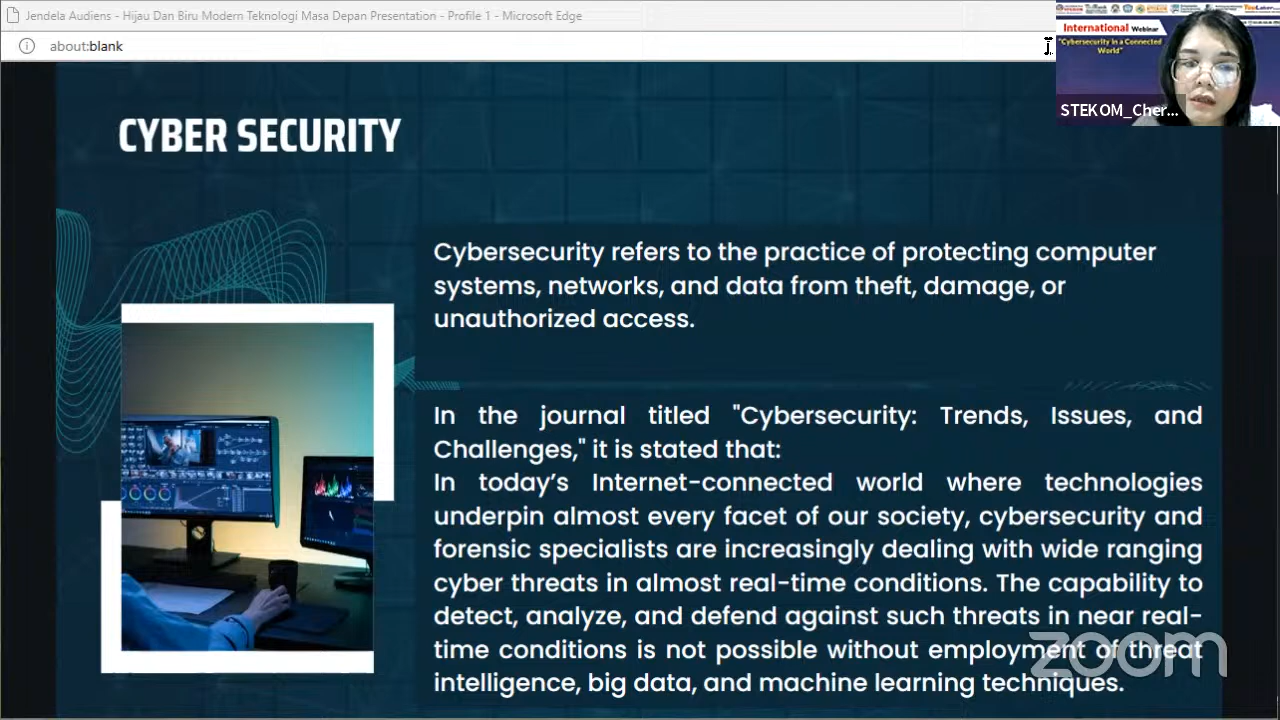 Jendela Audiens - Hijau Dan Biru Modern Teknologi Masa Depan Presentation - Profile 1 - Microsoft Edge
about:blank
International Webinar
"Cybersecurity in a Connected
World"
STEKOM_Cher...
CYBER SECURITY
Cybersecurity refers to the practice of protecting computer
systems, networks, and data from theft, damage, or
unauthorized access.
In the journal titled "Cybersecurity: Trends, Issues, and
Challenges," it is stated that:
In today’s Internet-connected world where technologies
underpin almost every facet of our society, cybersecurity and
forensic specialists are increasingly dealing with wide ranging
cyber threats in almost real-time conditions. The capability to
detect, analyze, and defend against such threats in near real-
time conditions is not possible without employment of threat
intelligence, big data, and machine learning techniques.
zoom